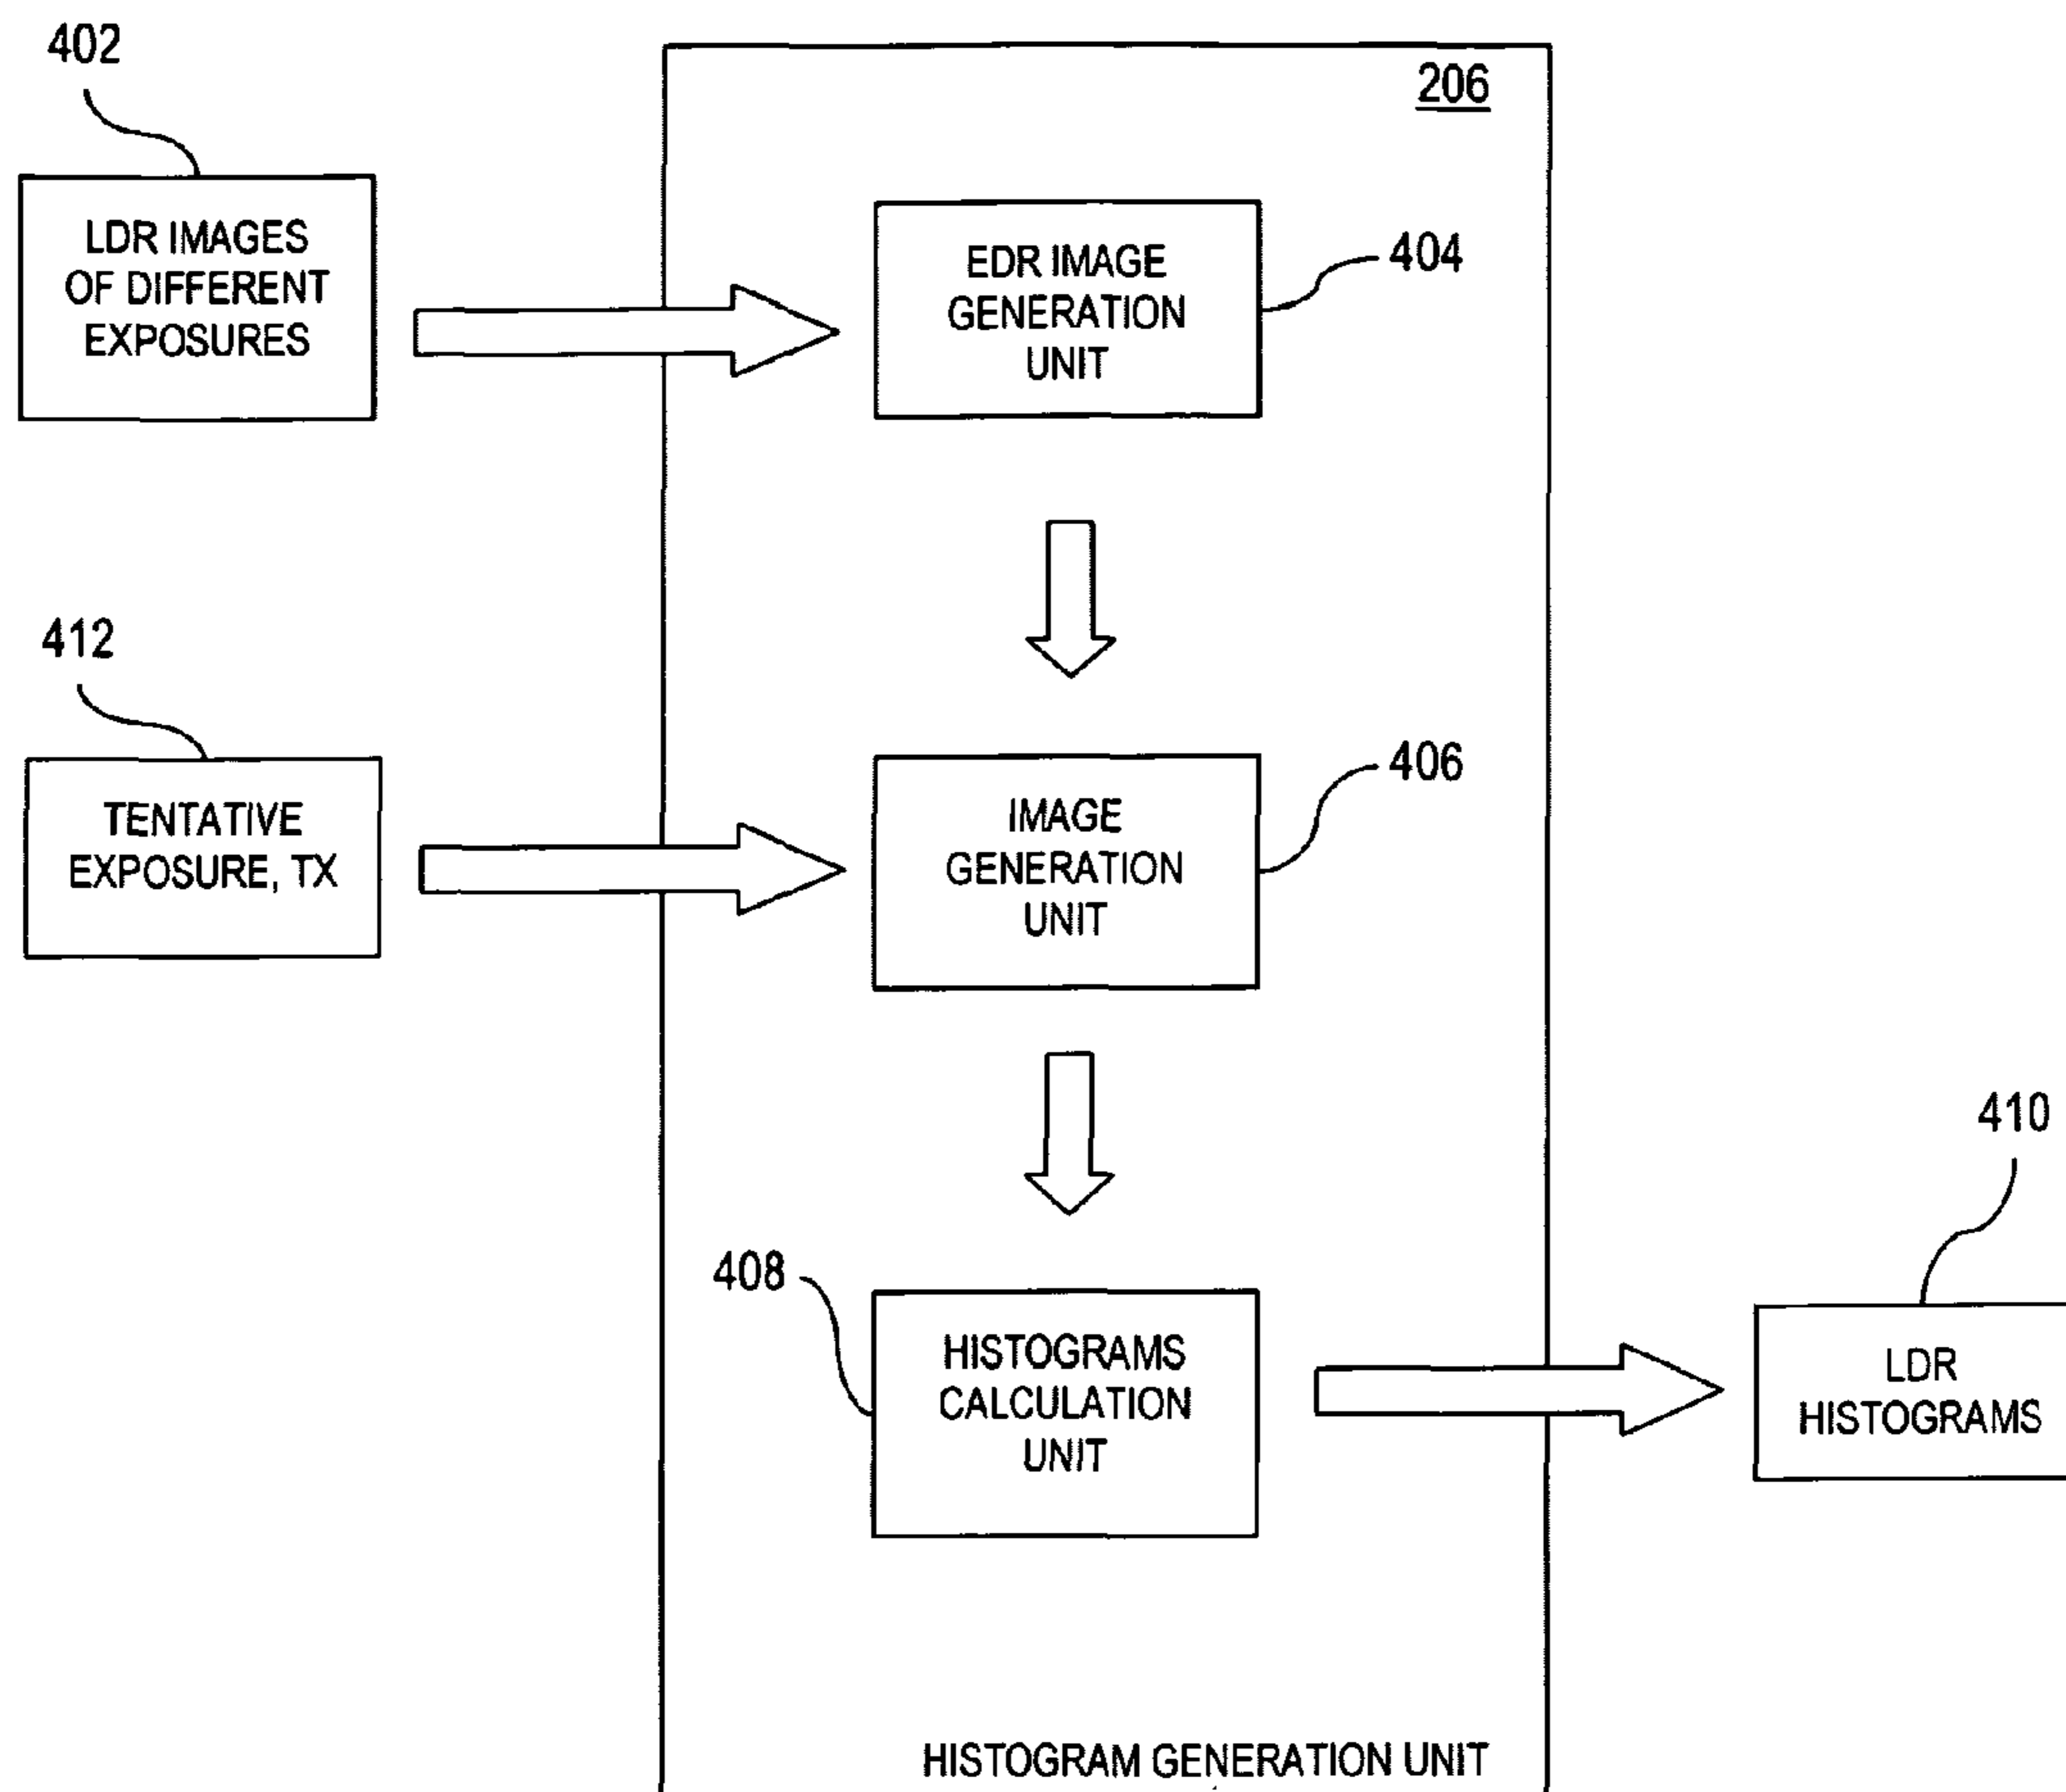 402
206
LDR IMAGES
OF DIFFERENT
EXPOSURES
EDR IMAGE
GENERATION
UNIT
404
412
TENTATIVE
EXPOSURE, TX
IMAGE
GENERATION
UNIT
406
408
HISTOGRAMS
CALCULATION
UNIT
410
LDR
HISTOGRAMS
HISTOGRAM GENERATION UNIT